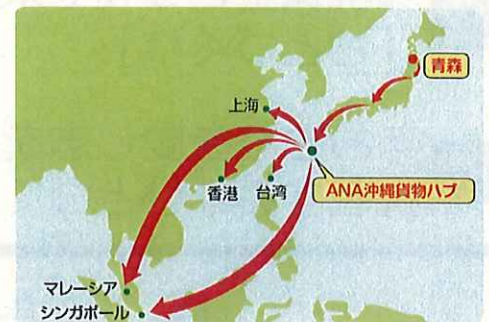 青森
上海
香港
台湾
ANA沖縄貨物ハブ
マレーシア
シンガポール